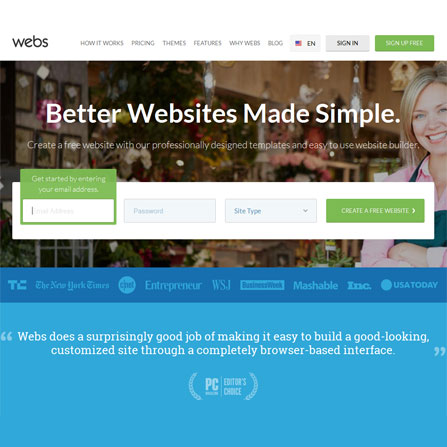 webs
HOW IT WORKS PRICING THEMES FEATURES WHY WEBS BLOG EN SIGN IN SIGN UP FREE
Better Websites Made Simple.
Create a free website with our professionally designed templates and easy to use website builder.
Get started by entering
your email address.
Email Address Password Site Type CREATE A FREE WEBSITE
TC The New York Times chef Entrepreneur WSJ BusinessWeek Mashable Inc. USA TODAY
“Webs does a surprisingly good job of making it easy to build a good-looking,
customized site through a completely browser-based interface.”
PC EDITOR'S
CHOICE